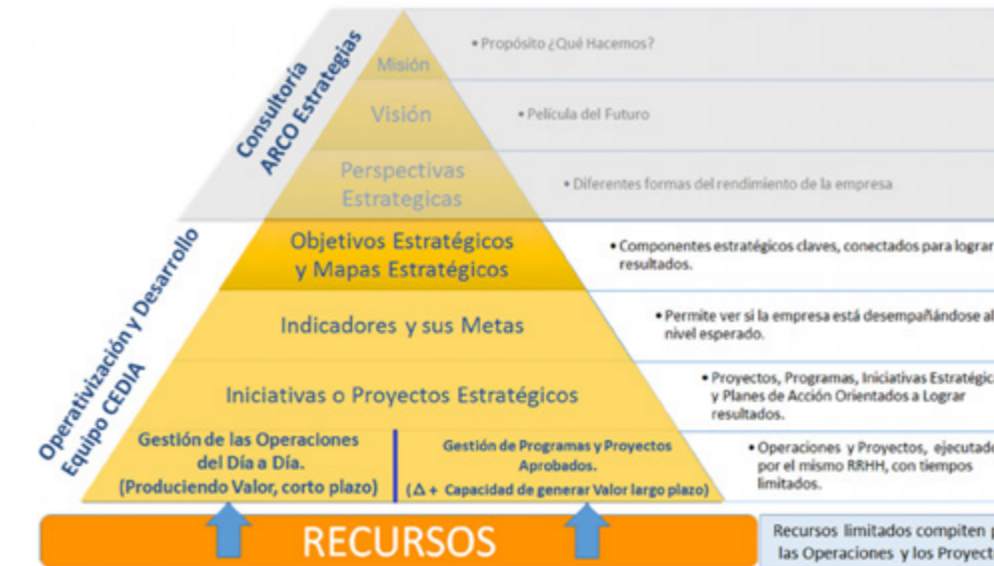 Consultoría
ARCO Estrategias
Misión
• Propósito ¿Qué Hacemos?
Visión
• Película del Futuro
Perspectivas
Estrategicas
• Diferentes formas del rendimiento de la empresa
Operativización y Desarrollo
Equipo CEDIA
Objetivos Estratégicos
y Mapas Estratégicos
• Componentes estratégicos claves, conectados para lograr
resultados.
Indicadores y sus Metas
• Permite ver si la empresa está desempañándose al
nivel esperado.
Iniciativas o Proyectos Estratégicos
• Proyectos, Programas, Iniciativas
y Planes de Acción Orientados a Lograr
resultados.
Gestión de las Operaciones
del Día a Día.
(Produciendo Valor, corto plazo)
Gestión de Programas y Proyectos
Aprobados.
(Δ + Capacidad de generar Valor largo plazo)
• Operaciones y Proyectos,
por el mismo RRHH, con tiempos
limitados.
RECURSOS
Recursos limitados compiten
las Operaciones y los